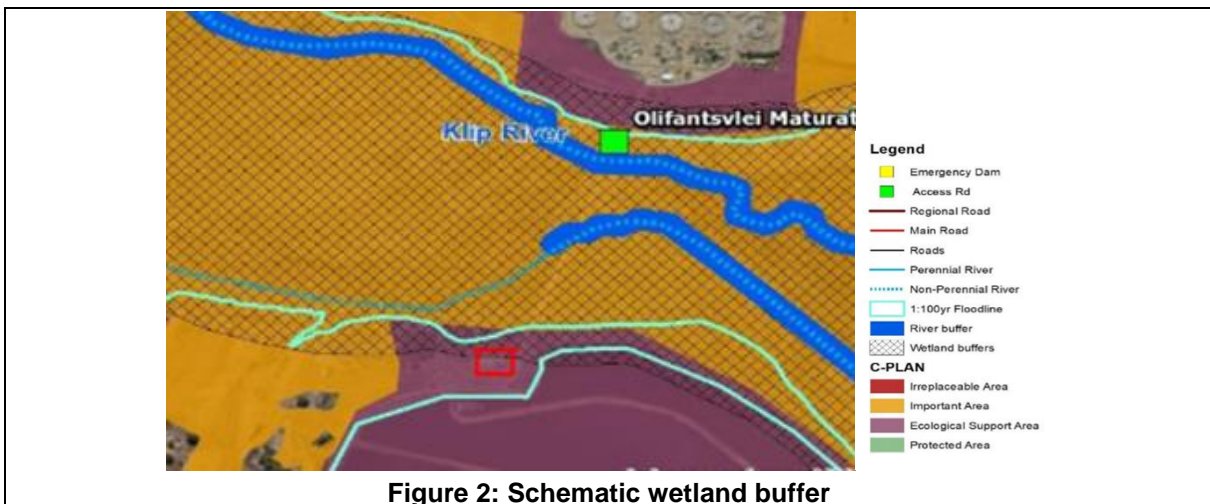 Olifantsvlei Maturat
Klip River
Legend
Emergency Dam
Access Rd
Regional Road
Main Road
Roads
Perennial River
Non-Perennial River
1:100yr Floodline
River buffer
Wetland buffers
C-PLAN
Irreplaceable Area
Important Area
Ecological Support Area
Protected Area
Figure 2: Schematic wetland buffer